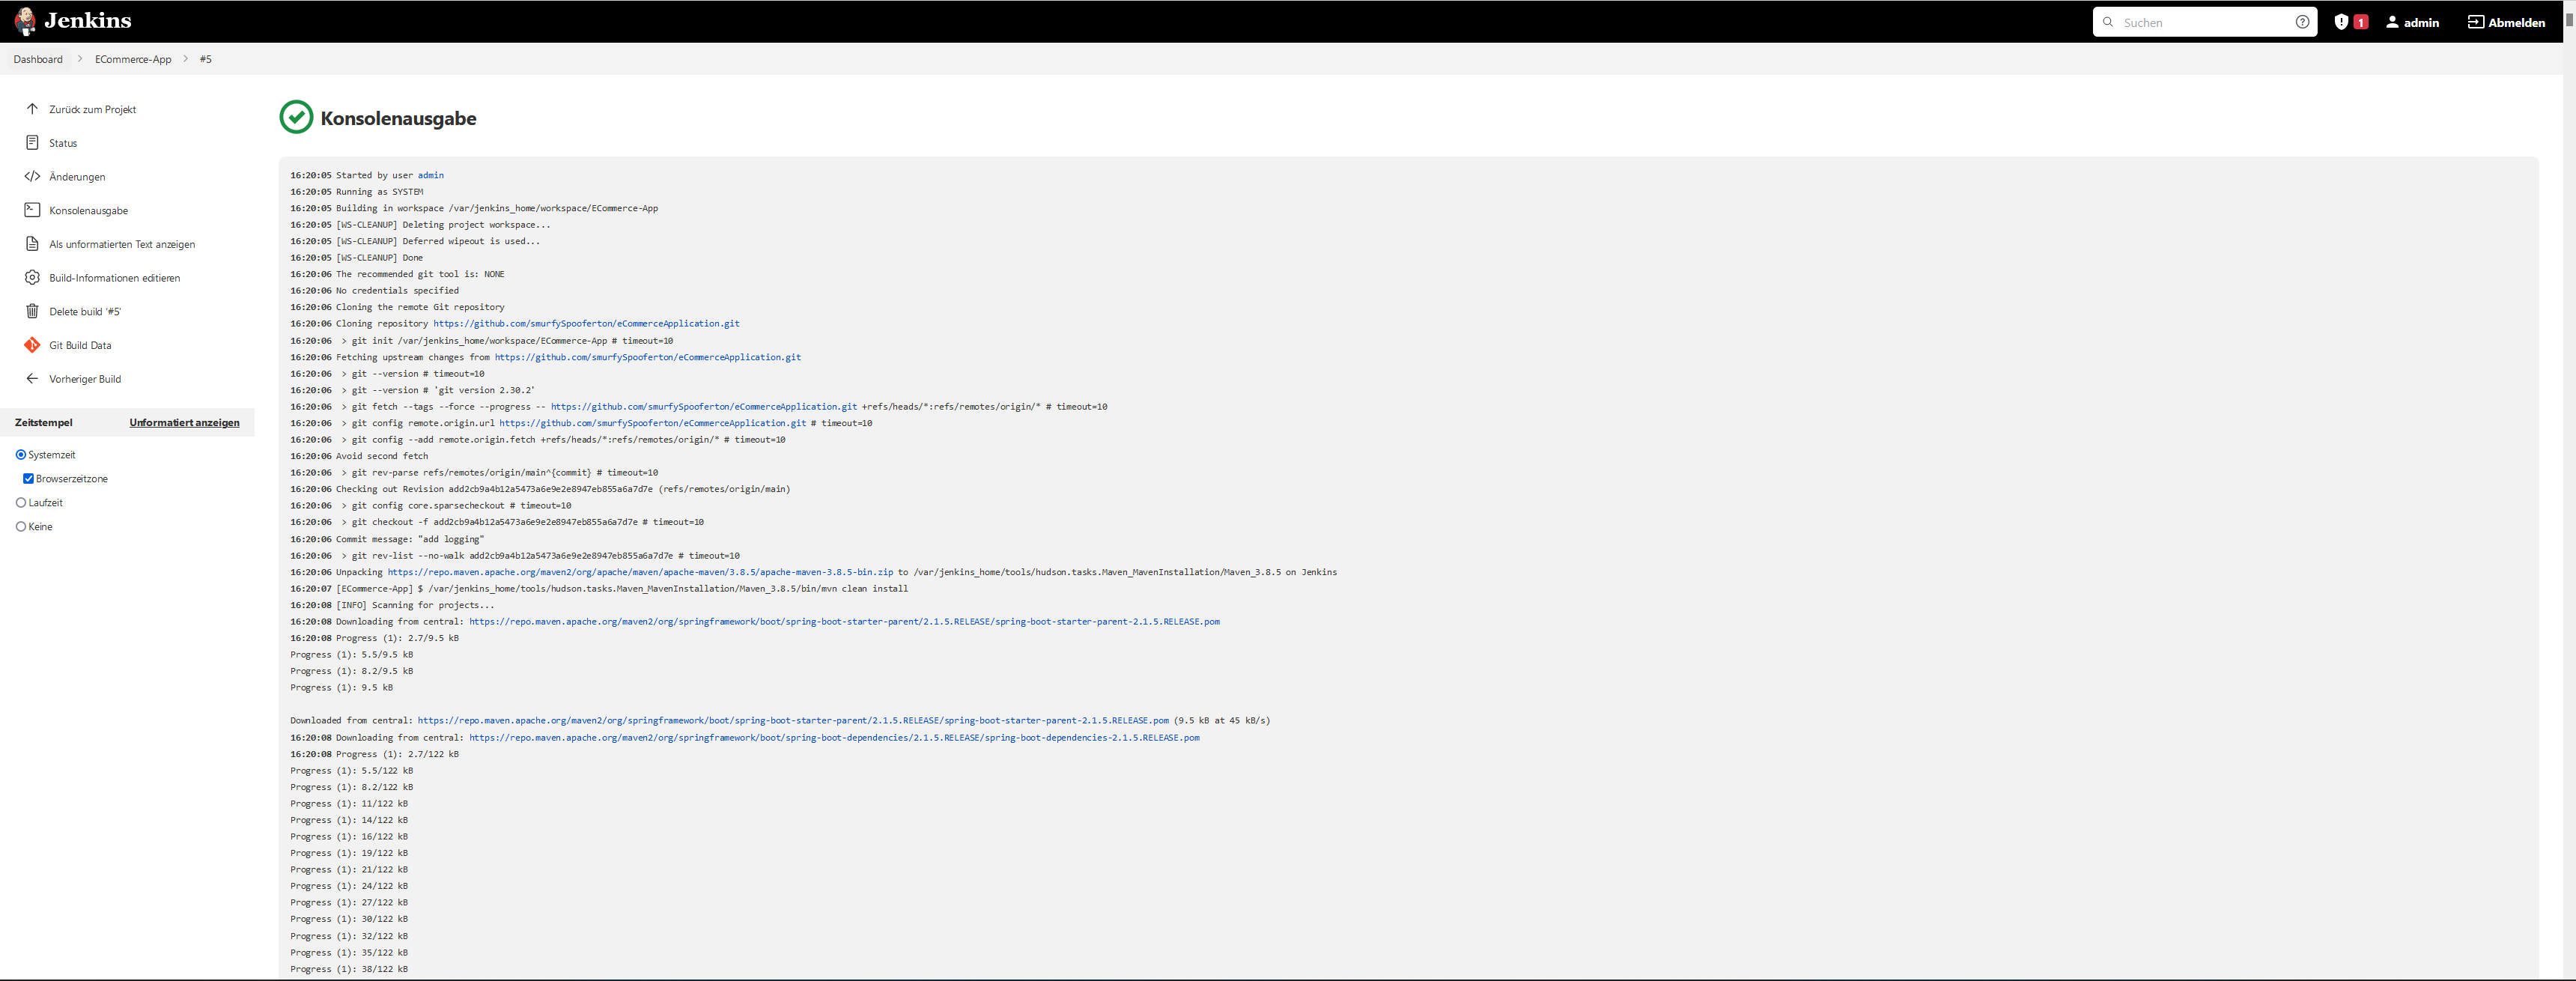 Jenkins
Suchen
1
admin
Abmelden
Dashboard
ECommerce-App
#5
Zurück zum Projekt
Status
Änderungen
Konsolenausgabe
Als unformatierten Text anzeigen
Build-Informationen editieren
Delete build '#5'
Git Build Data
Vorheriger Build
Zeitstempel Unformatiert anzeigen
Systemzeit
Browserzeitzone
Laufzeit
Keine
Konsolenausgabe
16:20:05 Started by user admin
16:20:05 Running as SYSTEM
16:20:05 Building in workspace /var/jenkins_home/workspace/ECommerce-App
16:20:05 [WS-CLEANUP] Deleting project workspace...
16:20:05 [WS-CLEANUP] Deferred wipeout is used...
16:20:05 [WS-CLEANUP] Done
16:20:06 The recommended git tool is: NONE
16:20:06 No credentials specified
16:20:06 Cloning the remote Git repository
16:20:06 Cloning repository https://github.com/smurfySpooferton/eCommerceApplication.git
16:20:06  > git init /var/jenkins_home/workspace/ECommerce-App # timeout=10
16:20:06 Fetching upstream changes from https://github.com/smurfySpooferton/eCommerceApplication.git
16:20:06  > git --version # timeout=10
16:20:06  > git --version # 'git version 2.30.2'
16:20:06  > git fetch --tags --force --progress -- https://github.com/smurfySpooferton/eCommerceApplication.git +refs/heads/*:refs/remotes/origin/* # timeout=10
16:20:06  > git config remote.origin.url https://github.com/smurfySpooferton/eCommerceApplication.git # timeout=10
16:20:06  > git config --add remote.origin.fetch +refs/heads/*:refs/remotes/origin/* # timeout=10
16:20:06 Avoid second fetch
16:20:06  > git rev-parse refs/remotes/origin/main^{commit} # timeout=10
16:20:06 Checking out Revision add2cb9a4b12a5473a6e9e2e8947eb855a6a7d7e (refs/remotes/origin/main)
16:20:06  > git config core.sparsecheckout # timeout=10
16:20:06  > git checkout -f add2cb9a4b12a5473a6e9e2e8947eb855a6a7d7e # timeout=10
16:20:06 Commit message: "add logging"
16:20:06  > git rev-list --no-walk add2cb9a4b12a5473a6e9e2e8947eb855a6a7d7e # timeout=10
16:20:06 Unpacking https://repo.maven.apache.org/maven2/org/apache/maven/apache-maven/3.8.5/apache-maven-3.8.5-bin.zip to /var/jenkins_home/tools/hudson.tasks.Maven_MavenInstallation/Maven_3.8.5 on Jenkins
16:20:07 [ECommerce-App] $ /var/jenkins_home/tools/hudson.tasks.Maven_MavenInstallation/Maven_3.8.5/bin/mvn clean install
16:20:08 [INFO] Scanning for projects...
16:20:08 Downloading from central: https://repo.maven.apache.org/maven2/org/springframework/boot/spring-boot-starter-parent/2.1.5.RELEASE/spring-boot-starter-parent-2.1.5.RELEASE.pom
16:20:08 Progress (1): 2.7/9.5 kB
Progress (1): 5.5/9.5 kB
Progress (1): 8.2/9.5 kB
Progress (1): 9.5 kB
Downloaded from central: https://repo.maven.apache.org/maven2/org/springframework/boot/spring-boot-starter-parent/2.1.5.RELEASE/spring-boot-starter-parent-2.1.5.RELEASE.pom (9.5 kB at 45 kB/s)
16:20:08 Downloading from central: https://repo.maven.apache.org/maven2/org/springframework/boot/spring-boot-dependencies/2.1.5.RELEASE/spring-boot-dependencies-2.1.5.RELEASE.pom
16:20:08 Progress (1): 2.7/122 kB
Progress (1): 5.5/122 kB
Progress (1): 8.2/122 kB
Progress (1): 11/122 kB
Progress (1): 14/122 kB
Progress (1): 16/122 kB
Progress (1): 19/122 kB
Progress (1): 21/122 kB
Progress (1): 24/122 kB
Progress (1): 27/122 kB
Progress (1): 30/122 kB
Progress (1): 32/122 kB
Progress (1): 35/122 kB
Progress (1): 38/122 kB